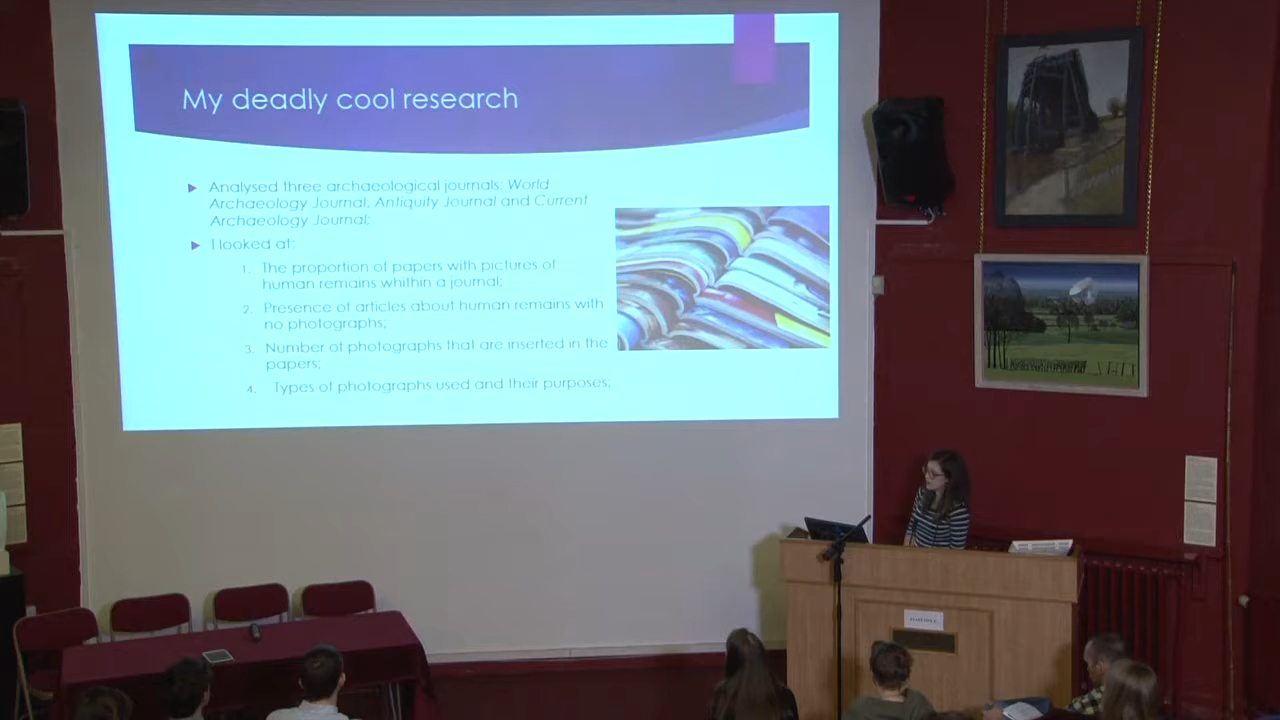 My deadly cool research
Analysed three archaeological journals: World
Archaeology Journal, Antiquity Journal and Current
Archaeology Journal;
I looked at:
1. The proportion of papers with pictures of
human remains whithin a journal;
2. Presence of articles about human remains with
no photographs;
3. Number of photographs that are inserted in the
papers;
4. Types of photographs used and their purposes;